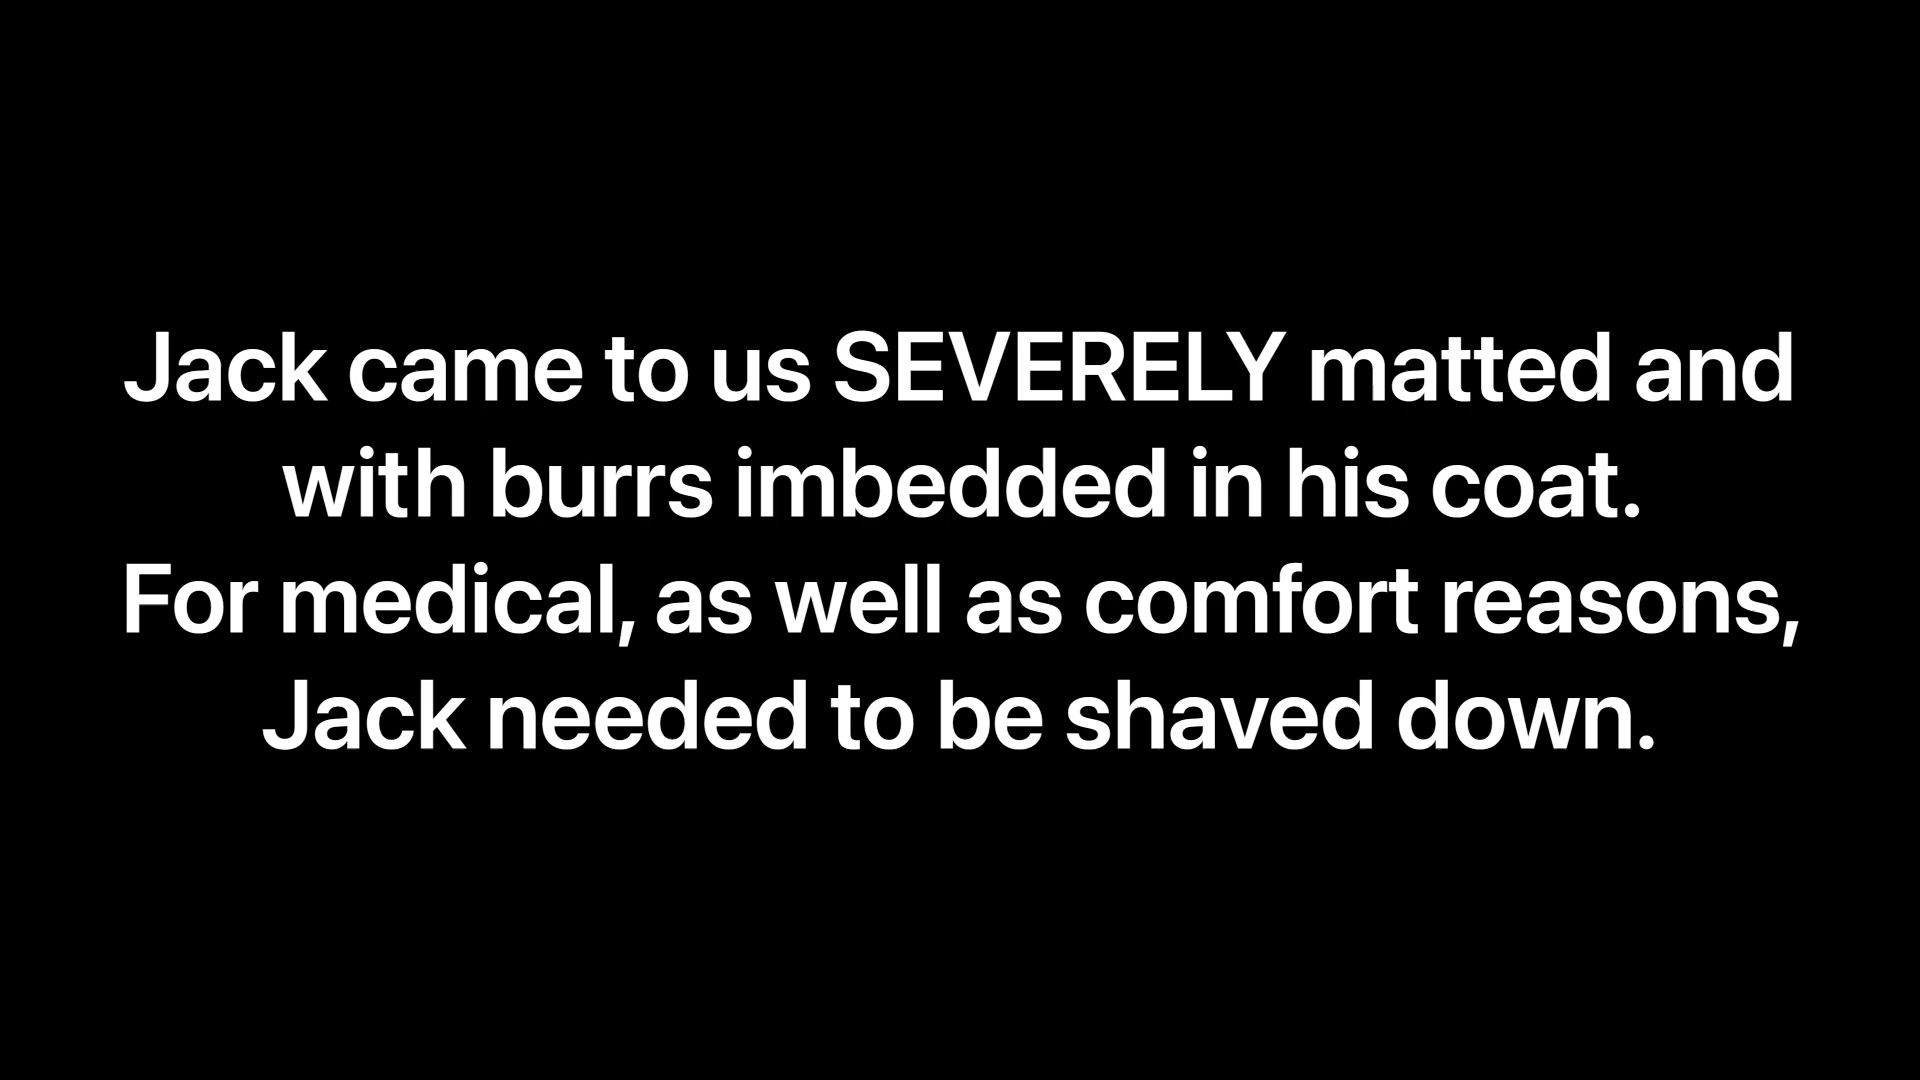 Jack came to us SEVERELY matted and
with burrs imbedded in his coat.
For medical, as well as comfort reasons,
Jack needed to be shaved down.